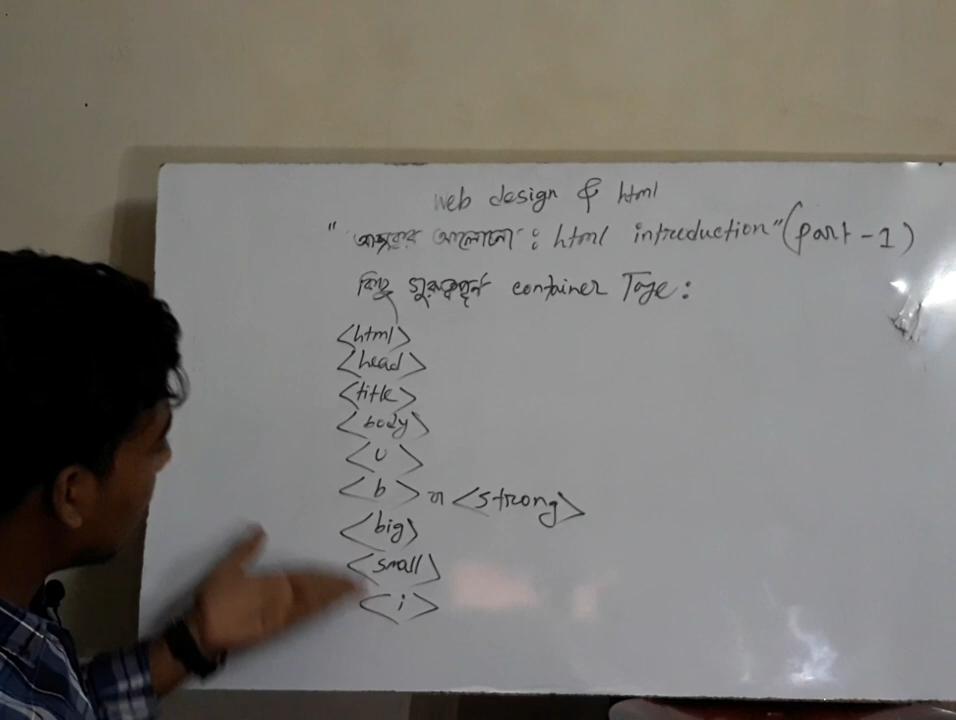 web design & html
"আজকের আলোচনা : html introduction" (part - 1)
কিছু গুরুত্বপূর্ন container Tage :
<html>
<head>
<title>
<body>
<u>
<b> বা <strong>
<big>
<small>
<i>